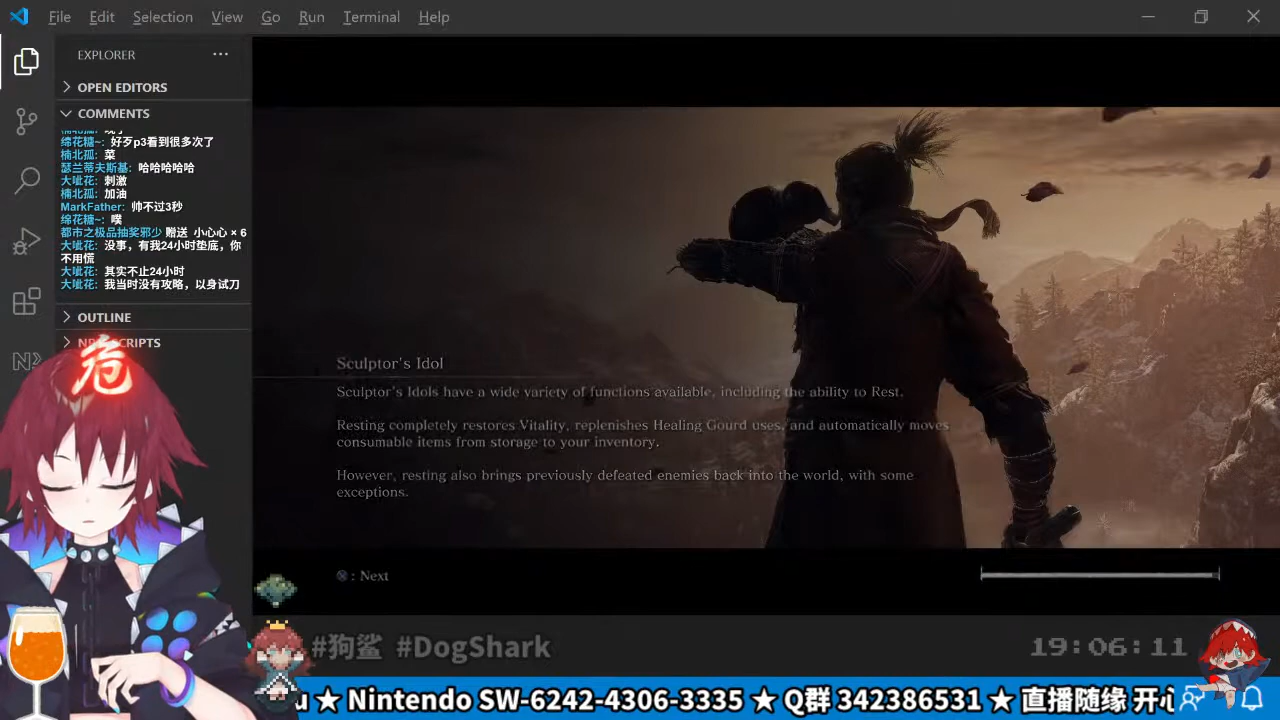 File Edit Selection View Go Run Terminal Help
EXPLORER
OPEN EDITORS
COMMENTS
绵花糖~: 好歹p3看到很多次了
楠北孤: 菜
瑟兰蒂夫斯基: 哈哈哈哈哈
大呲花: 刺激
楠北孤: 加油
MarkFather: 帅不过3秒
绵花糖~: 噗
都市之极品抽奖邪少 赠送 小心心 × 6
大呲花: 没事，有我24小时垫底，你
不用慌
大呲花: 其实不止24小时
大呲花: 我当时没有攻略，以身试刀
OUTLINE
SCRIPTS
危
Sculptor's Idol
Sculptor's Idols have a wide variety of functions available, including the ability to Rest.
Resting completely restores Vitality, replenishes Healing Gourd uses, and automatically moves
consumable items from storage to your inventory.
However, resting also brings previously defeated enemies back into the world, with some
exceptions.
: Next
#狗鲨 #DogShark
19:06:11
u ★ Nintendo SW-6242-4306-3335 ★ Q群 342386531 ★ 直播随缘 开心